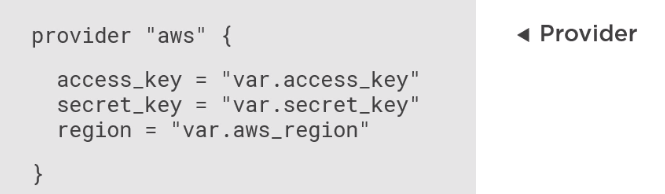 provider "aws" {
access_key = "var.access_key"
secret_key = "var.secret_key"
region = "var.aws_region"
}
◀ Provider